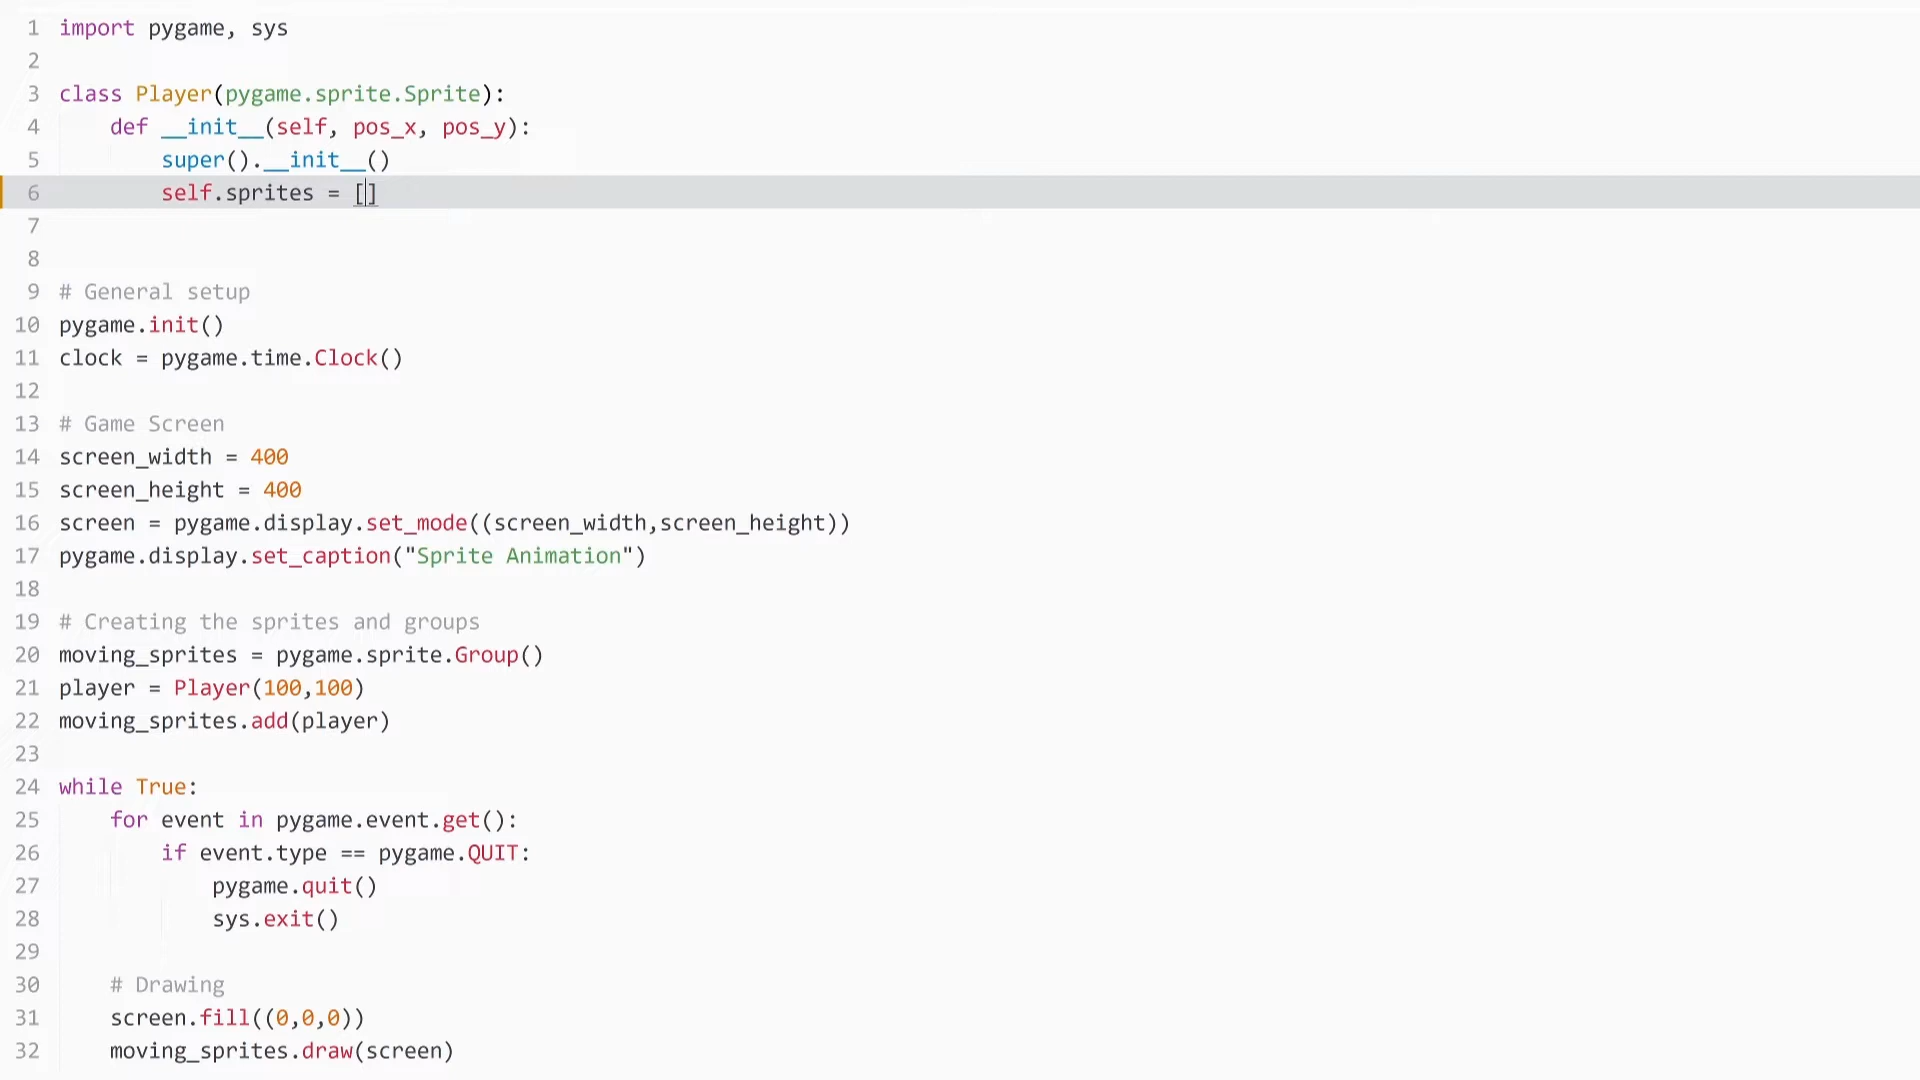 1 import pygame, sys
2
3 class Player(pygame.sprite.Sprite):
4     def __init__(self, pos_x, pos_y):
5         super().__init__()
6         self.sprites = []
7
8
9 # General setup
10 pygame.init()
11 clock = pygame.time.Clock()
12
13 # Game Screen
14 screen_width = 400
15 screen_height = 400
16 screen = pygame.display.set_mode((screen_width,screen_height))
17 pygame.display.set_caption("Sprite Animation")
18
19 # Creating the sprites and groups
20 moving_sprites = pygame.sprite.Group()
21 player = Player(100,100)
22 moving_sprites.add(player)
23
24 while True:
25     for event in pygame.event.get():
26         if event.type == pygame.QUIT:
27             pygame.quit()
28             sys.exit()
29
30     # Drawing
31     screen.fill((0,0,0))
32     moving_sprites.draw(screen)